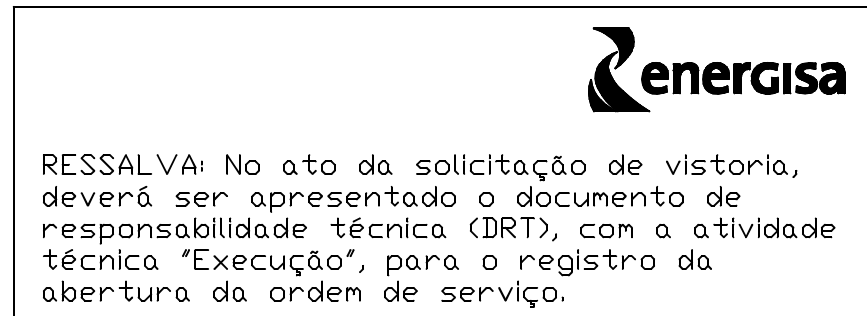 energisa
RESSALVA: No ato da solicitação de vistoria,
deverá ser apresentado o documento de
responsabilidade técnica (DRT), com a atividade
técnica "Execução", para o registro da
abertura da ordem de serviço.